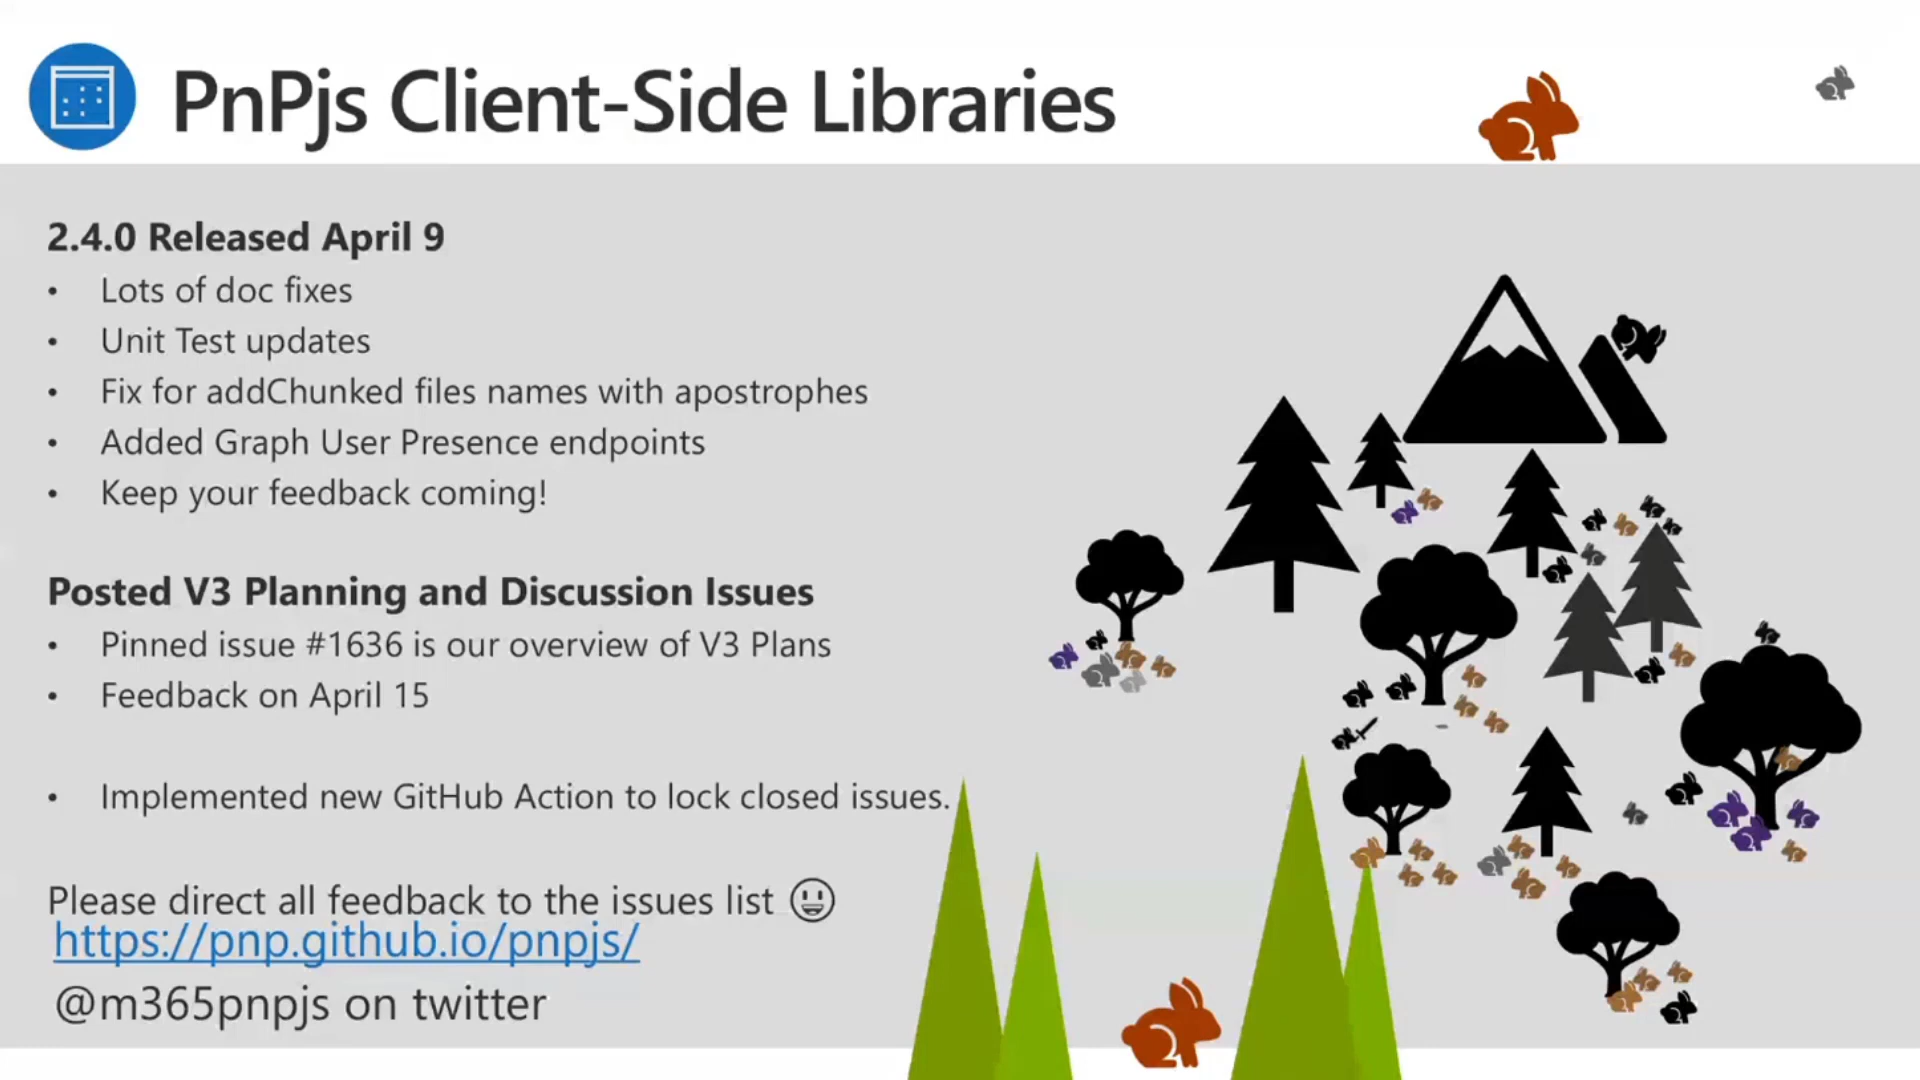 PnPjs Client-Side Libraries
2.4.0 Released April 9
• Lots of doc fixes
• Unit Test updates
• Fix for addChunked files names with apostrophes
• Added Graph User Presence endpoints
• Keep your feedback coming!
Posted V3 Planning and Discussion Issues
• Pinned issue #1636 is our overview of V3 Plans
• Feedback on April 15
• Implemented new GitHub Action to lock closed issues.
Please direct all feedback to the issues list 😃
https://pnp.github.io/pnpjs/
@m365pnpjs on twitter